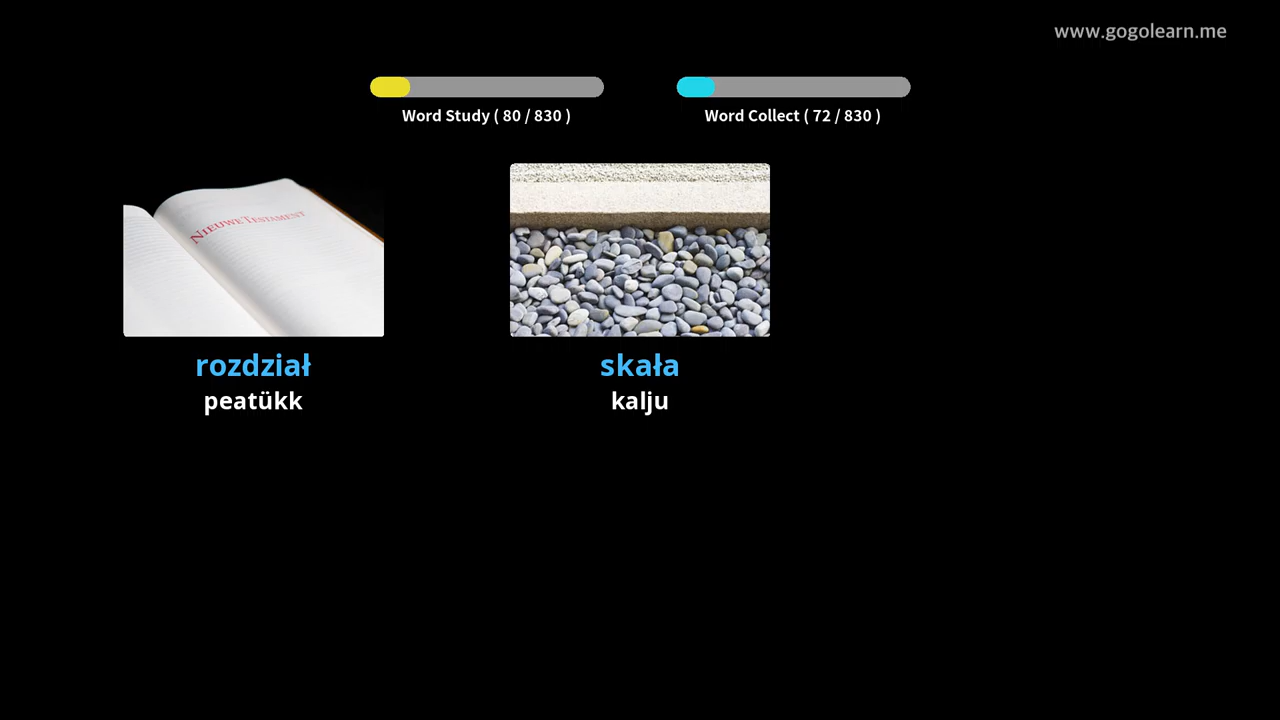 www.gogolearn.me
Word Study ( 80 / 830 )
Word Collect ( 72 / 830 )
NIEUWE TESTAMENT
rozdział
peatükk
skała
kalju